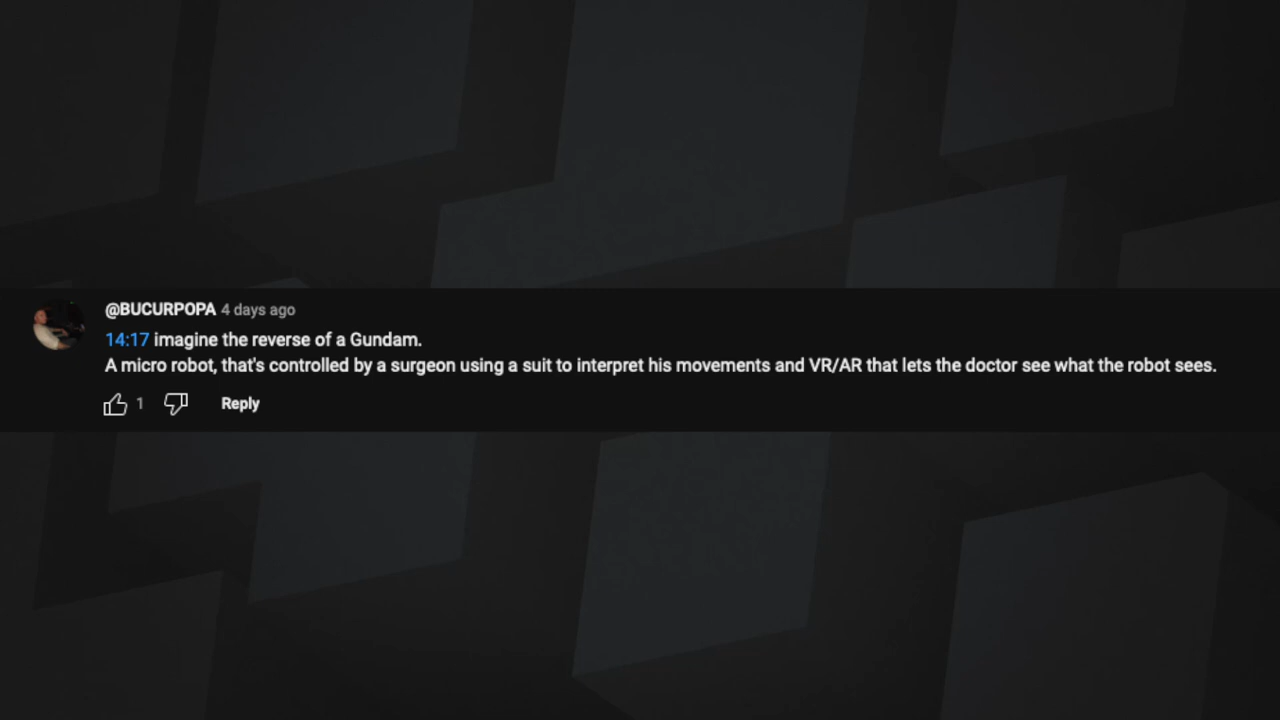 @BUCURPOPA 4 days ago
14:17 imagine the reverse of a Gundam.
A micro robot, that's controlled by a surgeon using a suit to interpret his movements and VR/AR that lets the doctor see what the robot sees.
1 Reply